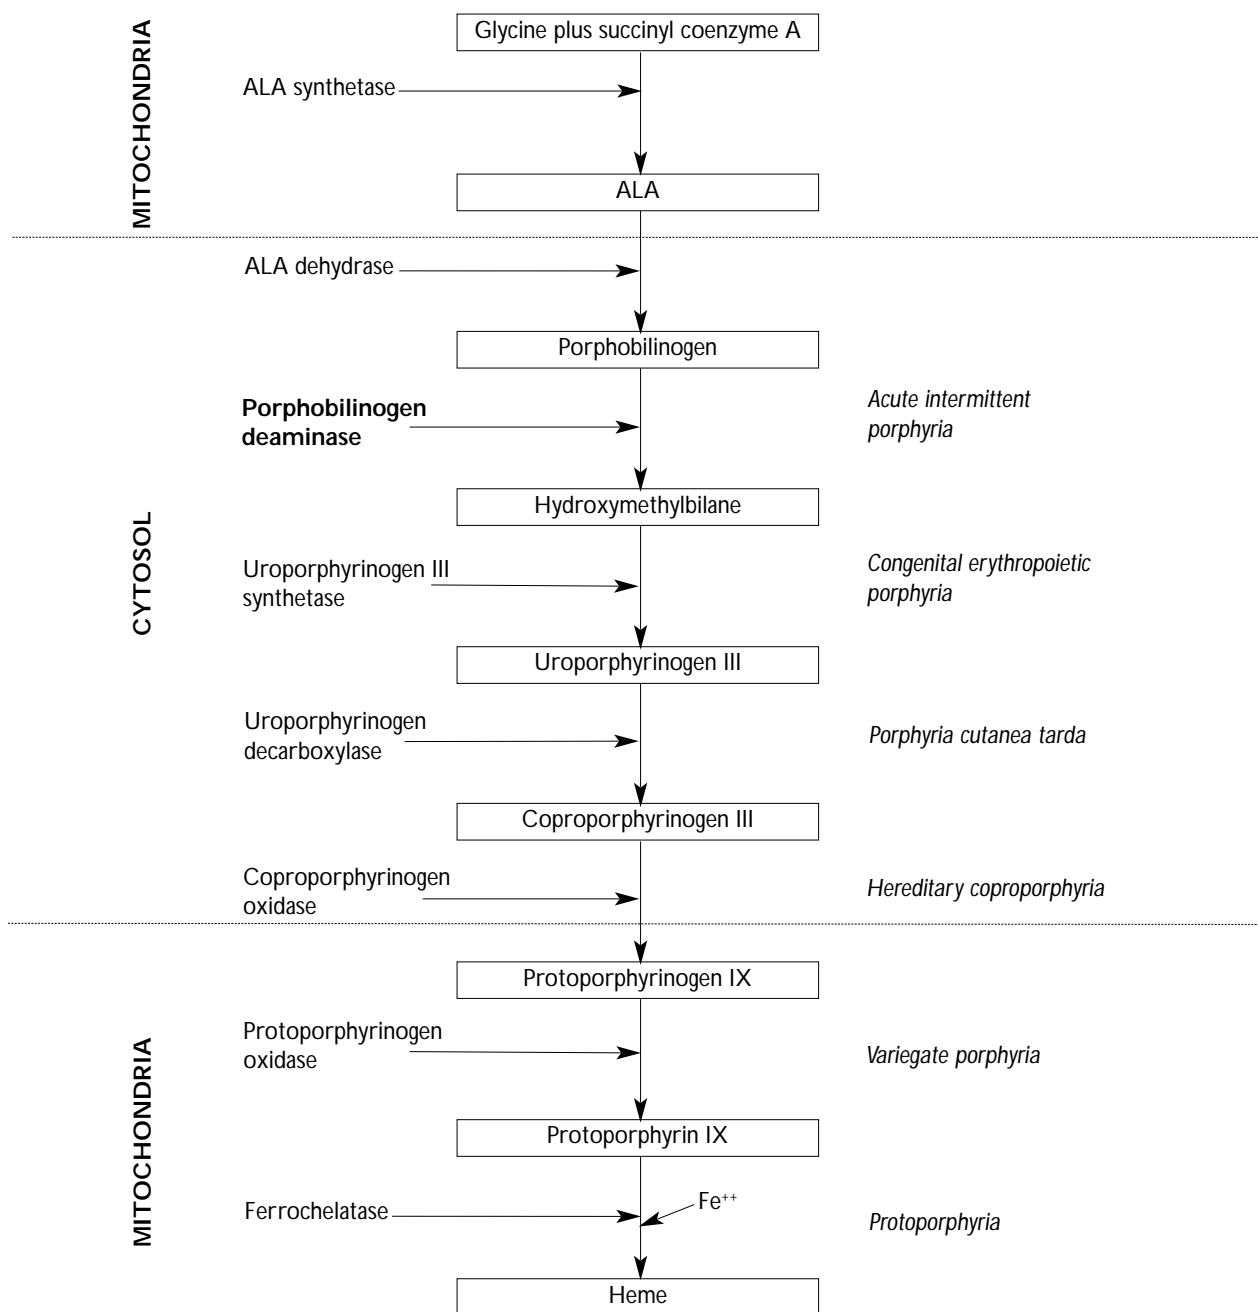 Glycine plus succinyl coenzyme A
MITOCHONDRIA
ALA synthetase
ALA
ALA dehydrase
Porphobilinogen
Porphobilinogen
deaminase
Acute intermittent
porphyria
Hydroxymethylbilane
CYTOSOL
Uroporphyrinogen III
synthetase
Congenital erythropoietic
porphyria
Uroporphyrinogen III
Uroporphyrinogen
decarboxylase
Porphyria cutanea tarda
Coproporphyrinogen III
Coproporphyrinogen
oxidase
Hereditary coproporphyria
Protoporphyrinogen IX
MITOCHONDRIA
Protoporphyrinogen
oxidase
Variegate porphyria
Protoporphyrin IX
Ferrochelatase
Fe⁺⁺
Protoporphyria
Heme